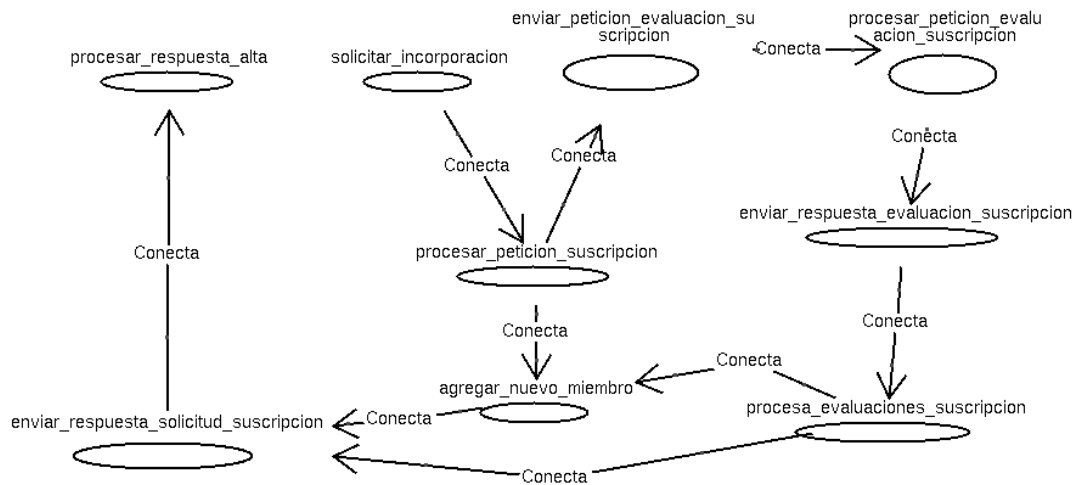 enviar_peticion_evaluacion_su
scripcion
procesar_peticion_evalu
acion_suscripcion
Conecta
procesar_respuesta_alta
solicitar_incorporacion
Conecta
Conecta
Conecta
enviar_respuesta_evaluacion_suscripcion
Conecta
procesar_peticion_suscripcion
Conecta
Conecta
Conecta
agregar_nuevo_miembro
procesa_evaluaciones_suscripcion
enviar_respuesta_solicitud_suscripcion
Conecta
Conecta